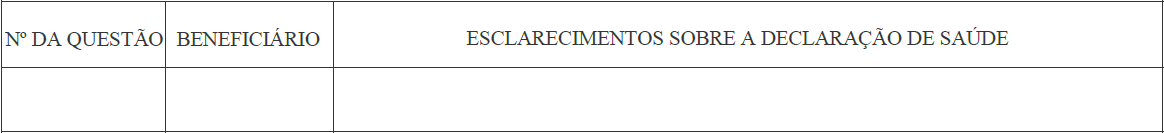 Nº DA QUESTÃO BENEFICIÁRIO ESCLARECIMENTOS SOBRE A DECLARAÇÃO DE SAÚDE